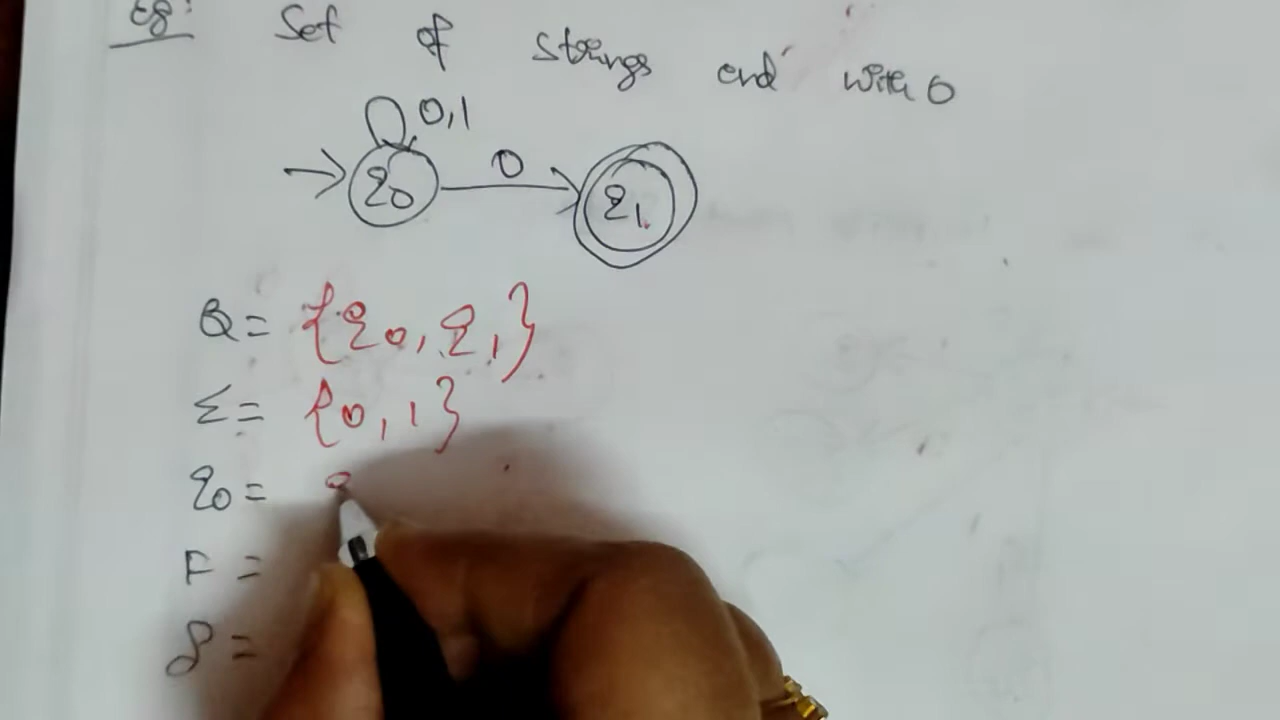 Eg: Set of strings end with 0
0,1
q0 0 q1
Q = {q0, q1}
Σ = {0, 1}
q0 =
F =
δ =